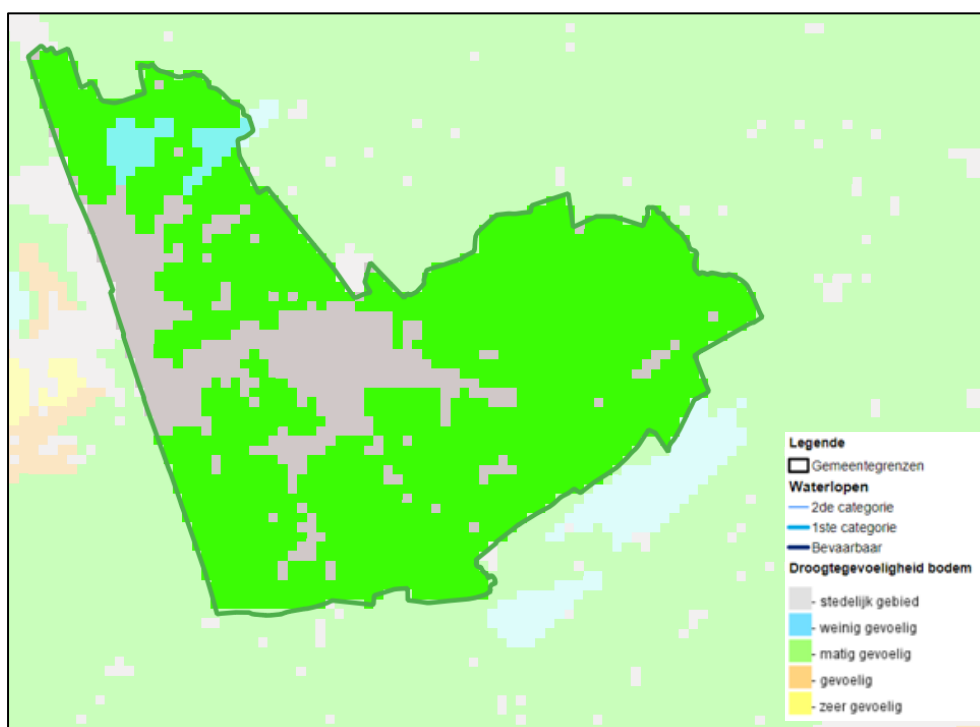 Legende
Gemeentegrenzen
Waterlopen
2de categorie
1ste categorie
Bevaarbaar
Droogtegevoeligheid bodem
- stedelijk gebied
- weinig gevoelig
- matig gevoelig
- gevoelig
- zeer gevoelig